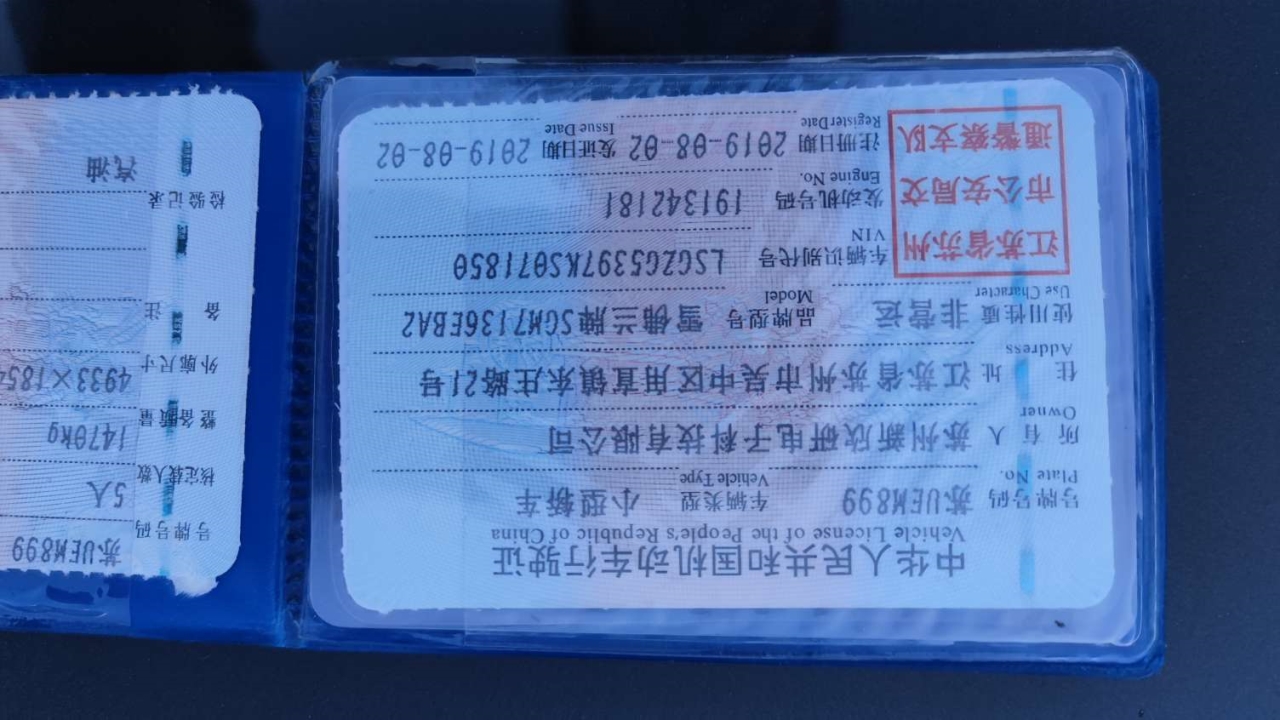 中华人民共和国机动车行驶证
Vehicle License of the People's Republic of China
号牌号码 苏UEM899 车辆类型 小型轿车
Plate No. Vehicle Type
所有人 苏州新欣研电子科技有限公司
Owner
住址 江苏省苏州市吴中区甪直镇东庄路21号
Address
使用性质 非营运 品牌型号 雪佛兰牌SGM7136EBA2
Use Character Model
江苏省苏州
市公安局交
通警察支队
车辆识别代号 LSGZG5397KS071850
VIN
发动机号码 191342181
Engine No.
注册日期 2019-08-02 发证日期 2019-08-02
Register Date Issue Date
号牌号码 苏UEM899
核定载人数 5人
整备质量 1470kg
外廓尺寸 4933×185
备注
检验记录
汽油